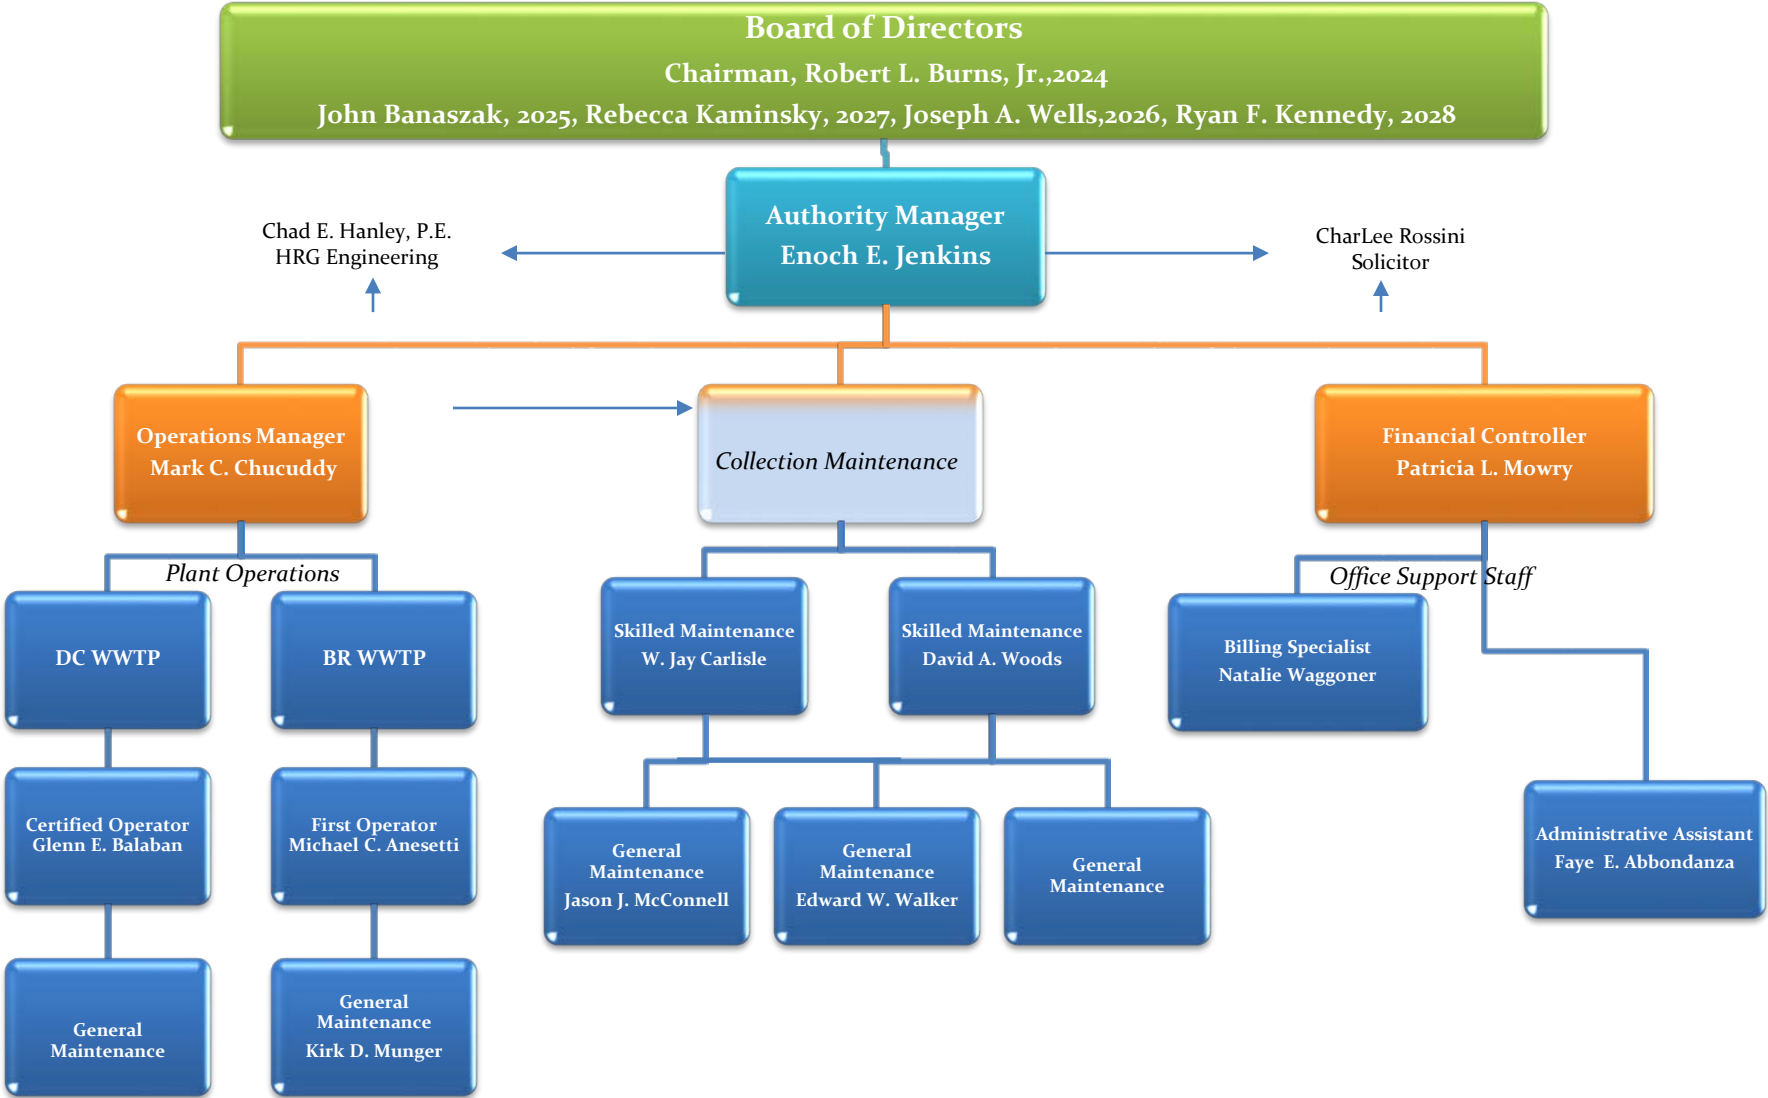 Board of Directors
Chairman, Robert L. Burns, Jr.,2024
John Banaszak, 2025, Rebecca Kaminsky, 2027, Joseph A. Wells,2026, Ryan F. Kennedy, 2028
Authority Manager
Enoch E. Jenkins
Chad E. Hanley, P.E.
HRG Engineering
CharLee Rossini
Solicitor
Operations Manager
Mark C. Chucuddy
Collection Maintenance
Financial Controller
Patricia L. Mowry
Plant Operations
Office Support Staff
DC WWTP
BR WWTP
Skilled Maintenance
W. Jay Carlisle
Skilled Maintenance
David A. Woods
Billing Specialist
Natalie Waggoner
Certified Operator
Glenn E. Balaban
First Operator
Michael C. Anesetti
General
Maintenance
Jason J. McConnell
General
Maintenance
Edward W. Walker
General
Maintenance
Administrative Assistant
Faye E. Abbondanza
General
Maintenance
General
Maintenance
Kirk D. Munger